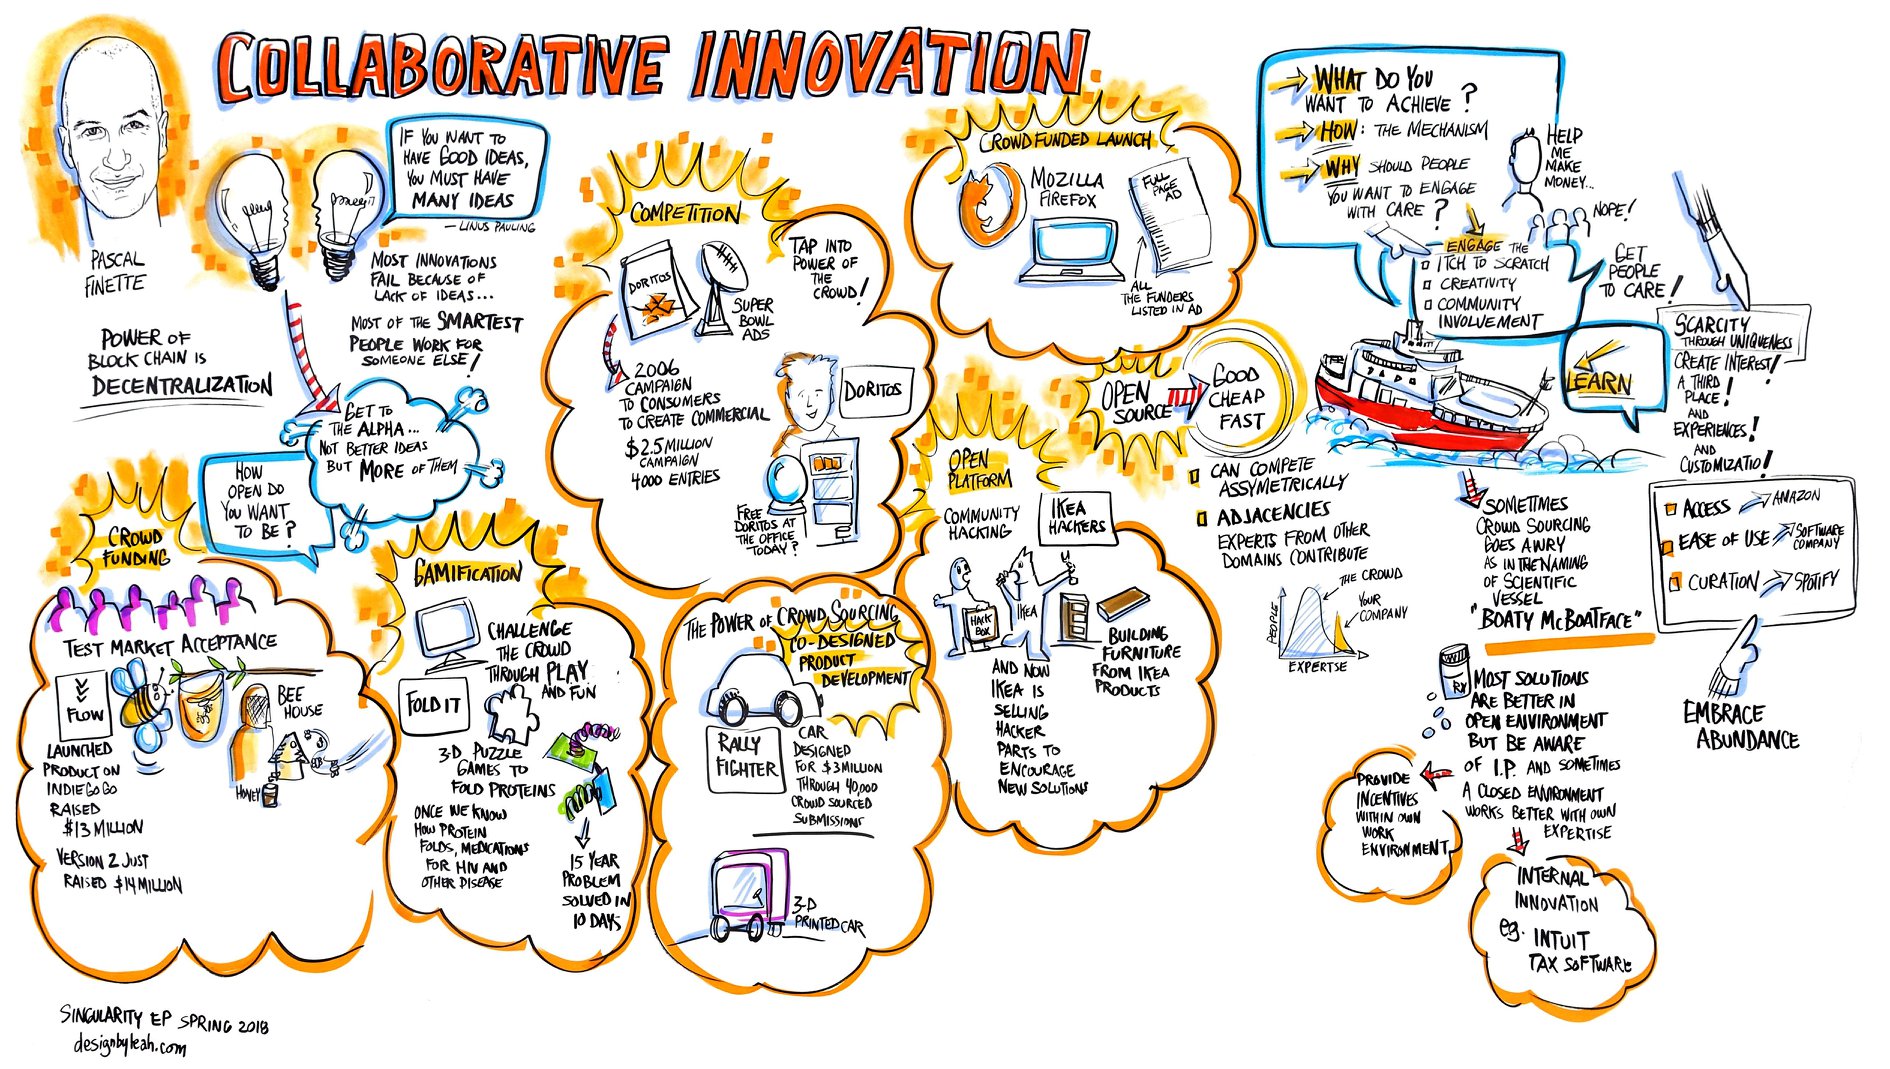 COLLABORATIVE INNOVATION
PASCAL
FINETTE
POWER OF
BLOCK CHAIN IS
DECENTRALIZATION
IF YOU WANT TO
HAVE GOOD IDEAS,
YOU MUST HAVE
MANY IDEAS
— LINUS PAULING
MOST INNOVATIONS
FAIL BECAUSE OF
LACK OF IDEAS...
MOST OF THE SMARTEST
PEOPLE WORK FOR
SOMEONE ELSE!
GET TO
THE ALPHA...
NOT BETTER IDEAS
BUT MORE OF THEM
HOW
OPEN DO
YOU WANT
TO BE?
CROWD
FUNDING
TEST MARKET ACCEPTANCE
FLOW
BEE
HOUSE
HONEY
LAUNCHED
PRODUCT ON
INDIEGOGO
RAISED
$13 MILLION
VERSION 2 JUST
RAISED $14 MILLION
GAMIFICATION
CHALLENGE
THE CROWD
THROUGH PLAY
AND FUN
FOLD IT
3-D PUZZLE
GAMES TO
FOLD PROTEINS
ONCE WE KNOW
HOW PROTEIN
FOLDS, MEDICATIONS
FOR HIV AND
OTHER DISEASE
15 YEAR
PROBLEM
SOLVED IN
10 DAYS
COMPETITION
TAP INTO
POWER OF
THE
CROWD!
DORITOS
SUPER
BOWL
ADS
2006
CAMPAIGN
TO CONSUMERS
TO CREATE COMMERCIAL
$2.5 MILLION
CAMPAIGN
4000 ENTRIES
DORITOS
FREE
DORITOS AT
THE OFFICE
TODAY?
THE POWER OF CROWD SOURCING
CO-DESIGNED
PRODUCT
DEVELOPMENT
RALLY
FIGHTER
CAR
DESIGNED
FOR $3 MILLION
THROUGH 40,000
CROWD SOURCED
SUBMISSIONS
3-D
PRINTED CAR
CROWD FUNDED LAUNCH
MOZILLA
FIREFOX
FULL
PAGE
AD
ALL
THE FUNDERS
LISTED IN AD
OPEN
SOURCE
GOOD
CHEAP
FAST
OPEN
PLATFORM
COMMUNITY
HACKING
IKEA
HACKERS
HACK
BOX
IKEA
BUILDING
FURNITURE
FROM IKEA
PRODUCTS
AND NOW
IKEA IS
SELLING
HACKER
PARTS TO
ENCOURAGE
NEW SOLUTIONS
CAN COMPETE
ASSYMETRICALLY
ADJACENCIES
EXPERTS FROM OTHER
DOMAINS CONTRIBUTE
THE CROWD
YOUR
COMPANY
PEOPLE
EXPERTISE
WHAT DO YOU
WANT TO ACHIEVE?
HOW: THE MECHANISM
WHY SHOULD PEOPLE
YOU WANT TO ENGAGE
WITH CARE?
HELP
ME
MAKE
MONEY...
NOPE!
ENGAGE THE
ITCH TO SCRATCH
CREATIVITY
COMMUNITY
INVOLVEMENT
GET
PEOPLE
TO CARE!
LEARN
SOMETIMES
CROWD SOURCING
GOES AWRY
AS IN THE NAMING
OF SCIENTIFIC
VESSEL
"BOATY McBOATFACE"
RX
MOST SOLUTIONS
ARE BETTER IN
OPEN ENVIRONMENT
BUT BE AWARE
OF I.P. AND SOMETIMES
A CLOSED ENVIRONMENT
WORKS BETTER WITH OWN
EXPERTISE
PROVIDE
INCENTIVES
WITHIN OWN
WORK
ENVIRONMENT
INTERNAL
INNOVATION
eg. INTUIT
TAX SOFTWARE
SCARCITY
THROUGH UNIQUENESS
CREATE INTEREST!
A THIRD
PLACE!
AND
EXPERIENCES!
AND
CUSTOMIZATIO!
ACCESS AMAZON
EASE OF USE SOFTWARE
COMPANY
CURATION SPOTIFY
EMBRACE
ABUNDANCE
SINGULARITY EP SPRING 2018
designbyleah.com